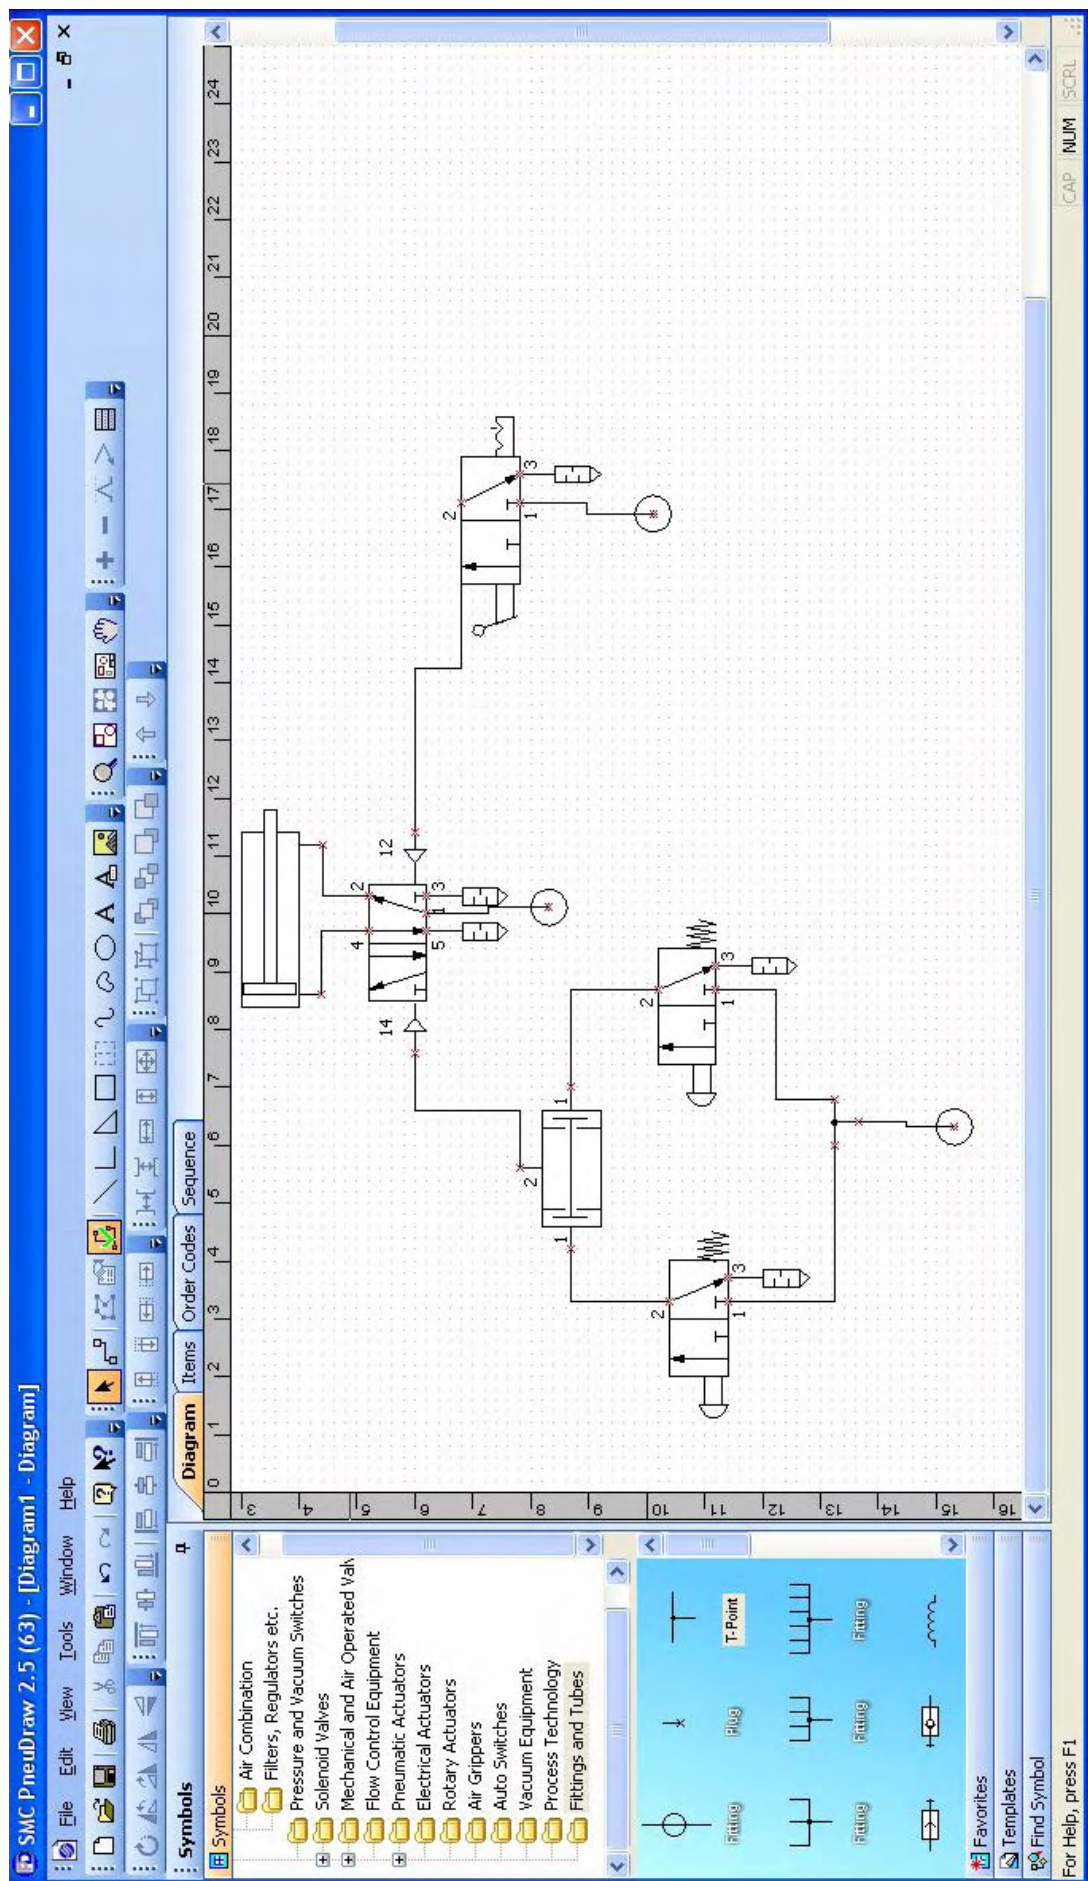 SMC PneuDraw 2.5 (63) - [Diagram1 - Diagram]
File Edit View Tools Window Help
Symbols
Symbols
Air Combination
Filters, Regulators etc.
Pressure and Vacuum Switches
Solenoid Valves
Mechanical and Air Operated Valv
Flow Control Equipment
Pneumatic Actuators
Electrical Actuators
Rotary Actuators
Air Grippers
Auto Switches
Vacuum Equipment
Process Technology
Fittings and Tubes
Fitting Plug T-Point
Fitting Fitting Fitting
Favorites
Templates
Find Symbol
Diagram Items Order Codes Sequence
0 1 2 3 4 5 6 7 8 9 10 11 12 13 14 15 16 17 18 19 20 21 22 23 24
3
4
5
6
7
8
9
10
11
12
13
14
15
16
4 2
14 12
5 1 3
2
1 3
2
1 1
2
1 3
2
1 3
For Help, press F1
CAP NUM SCRL